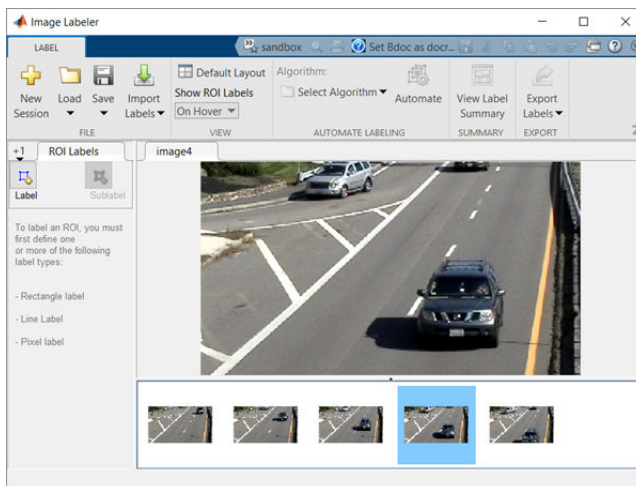 Image Labeler
LABEL
sandbox
Set Bdoc as docr...
New Session
Load
Save
Import Labels
Default Layout
Show ROI Labels
On Hover
Algorithm:
Select Algorithm
Automate
View Label Summary
Export Labels
FILE
VIEW
AUTOMATE LABELING
SUMMARY
EXPORT
+1
ROI Labels
image4
Label
Sublabel
To label an ROI, you must
first define one
or more of the following
label types:
- Rectangle label
- Line Label
- Pixel label